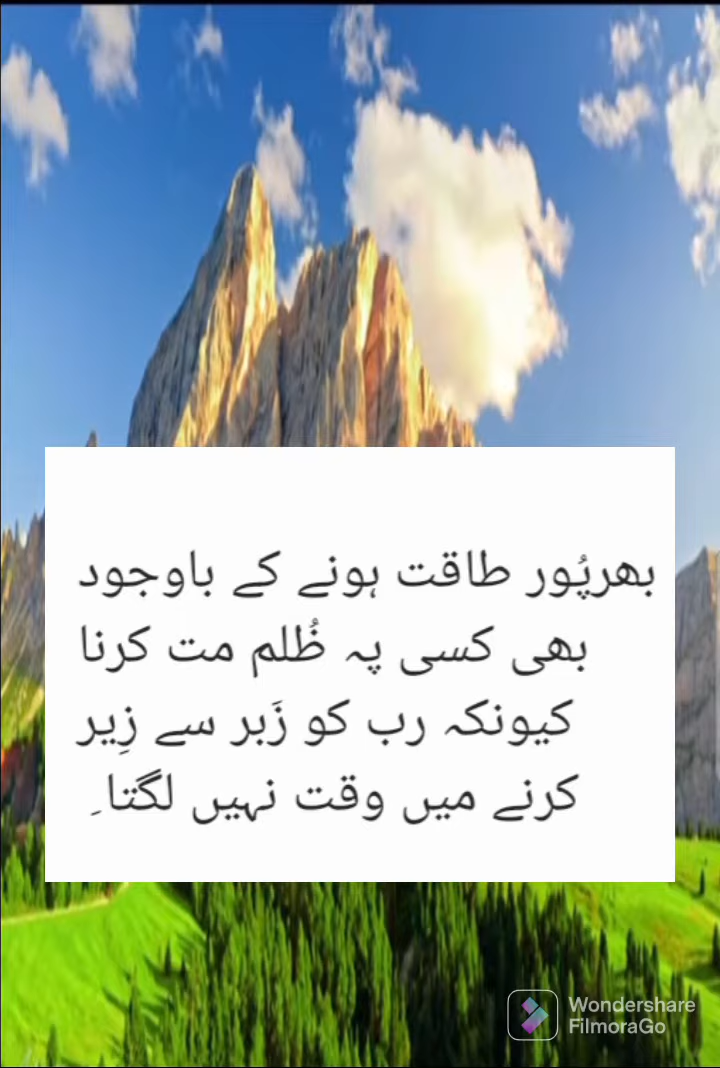 بھرپُور طاقت ہونے کے باوجود
بھی کسی پہ ظُلم مت کرنا
کیونکہ رب کو زَبر سے زِیر
کرنے میں وقت نہیں لگتا ِ
Wondershare
FilmoraGo